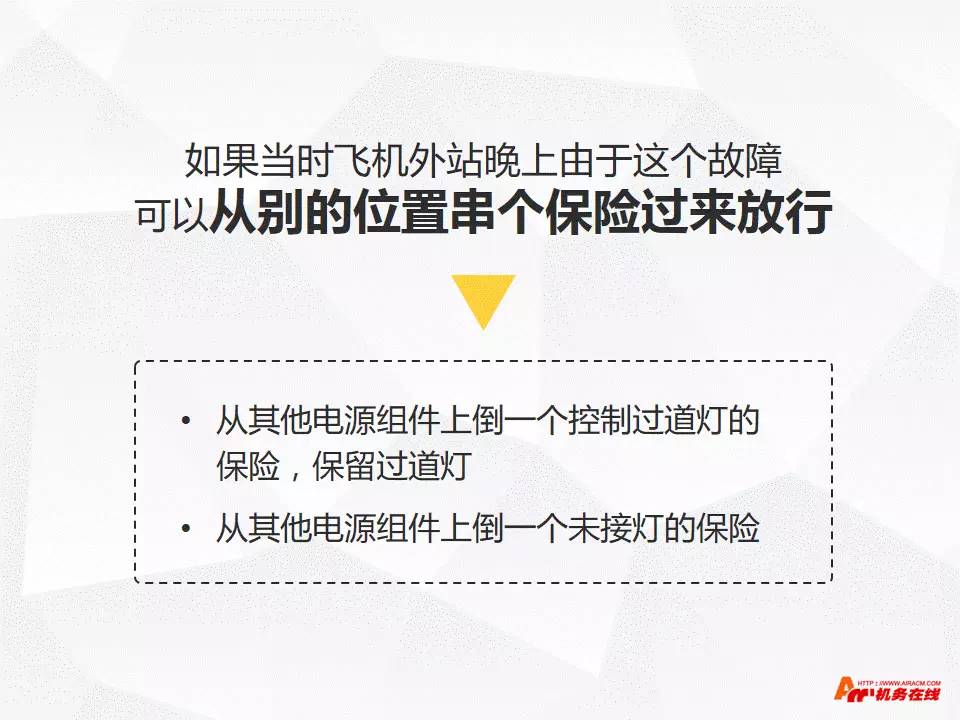 如果当时飞机外站晚上由于这个故障
可以从别的位置串个保险过来放行
• 从其他电源组件上倒一个控制过道灯的
保险，保留过道灯
• 从其他电源组件上倒一个未接灯的保险
HTTP://WWW.AIRACM.COM
机务在线